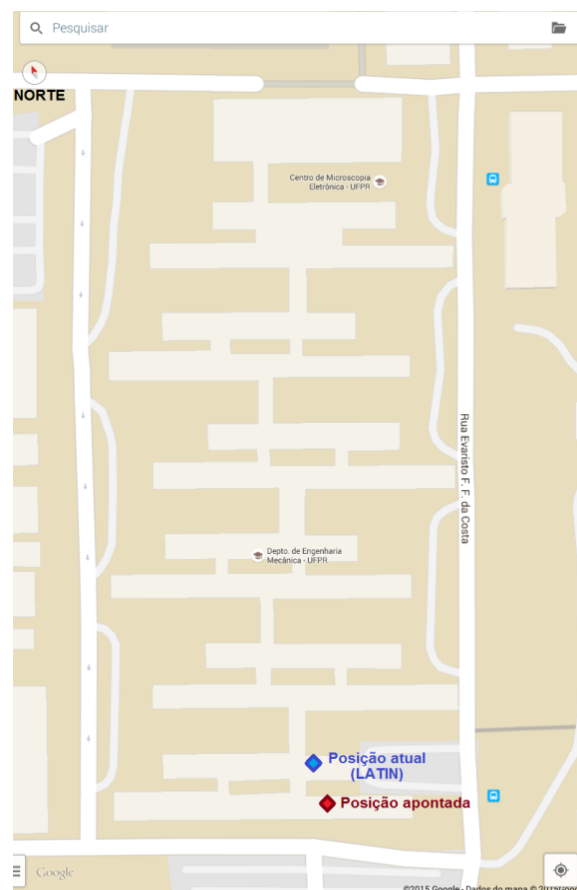 Pesquisar
NORTE
Centro de Microscopia
Eletrônica - UFPR
Rua Evaristo F. F. da Costa
Depto. de Engenharia
Mecânica - UFPR
Posição atual
(LATIN)
Posição apontada
Google
©2015 Google - Dados do mapa ©